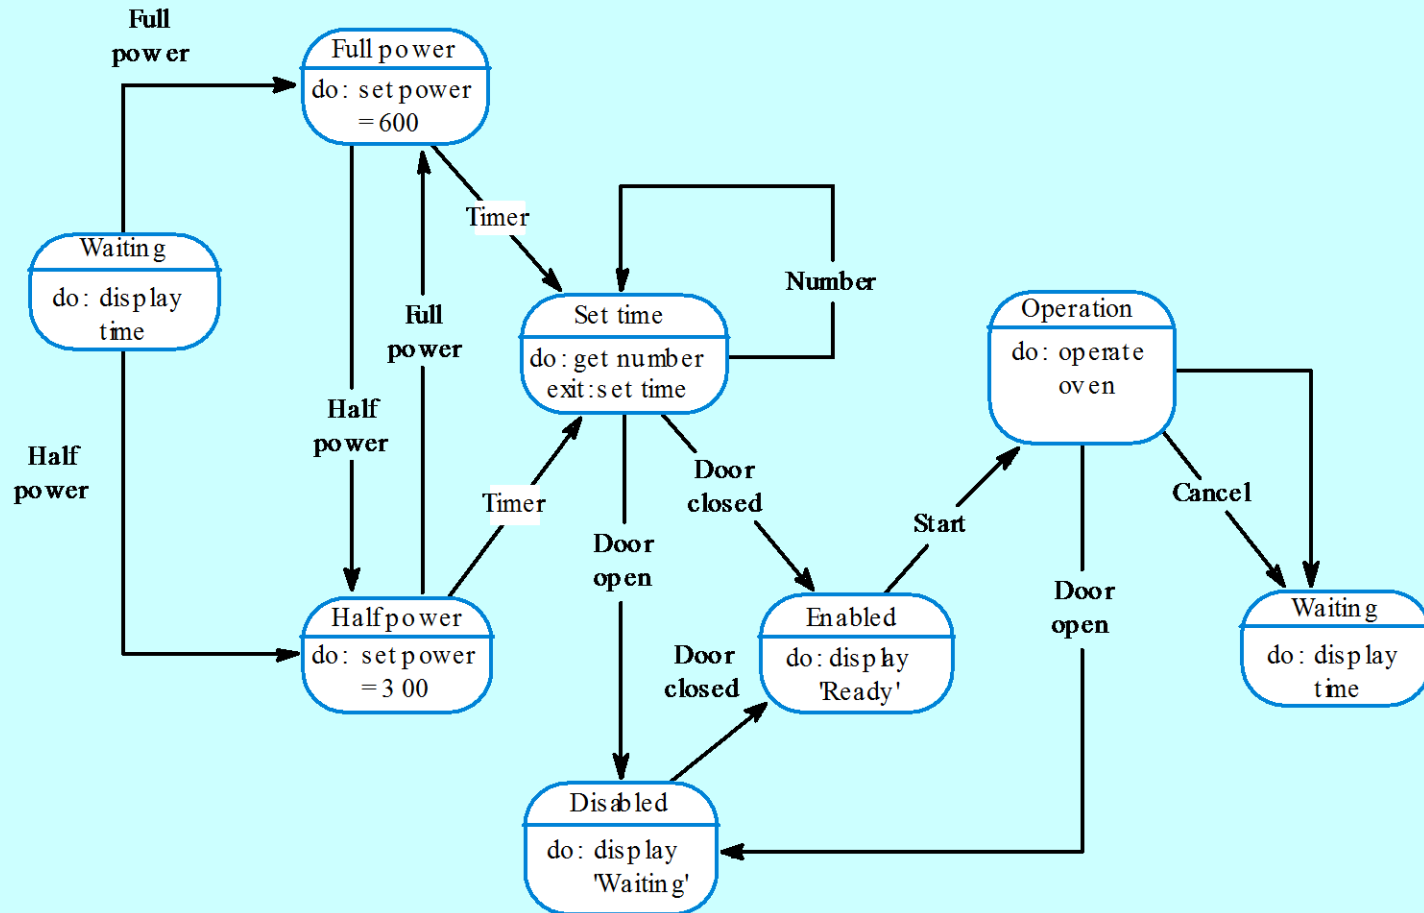 Full
power
Full power
do: set power
=600
Timer
Waiting
do: display
time
Number
Full
power
Set time
do: get number
exit: set time
Operation
do: operate
oven
Half
power
Half
power
Timer
Door
closed
Cancel
Start
Door
open
Door
open
Half power
do: set power
=300
Enabled
do: display
'Ready'
Waiting
do: display
time
Door
closed
Disabled
do: display
'Waiting'